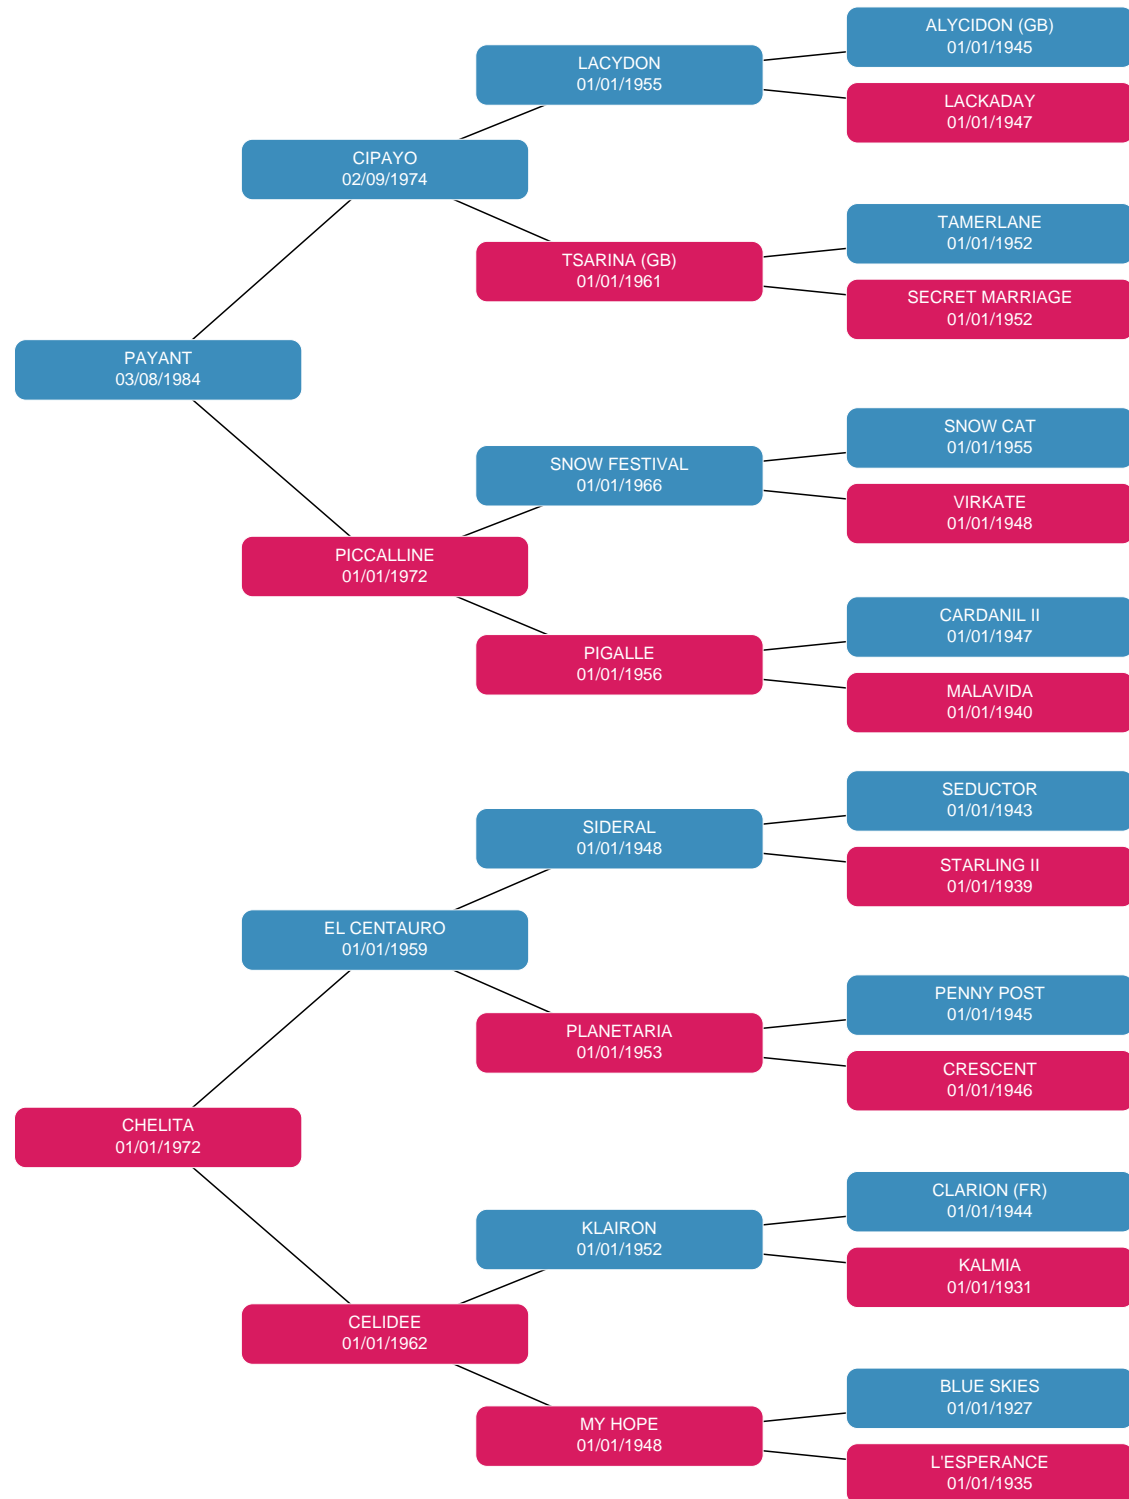 ALYCIDON (GB)
01/01/1945
LACYDON
01/01/1955
LACKADAY
01/01/1947
CIPAYO
02/09/1974
TAMERLANE
01/01/1952
TSARINA (GB)
01/01/1961
SECRET MARRIAGE
01/01/1952
PAYANT
03/08/1984
SNOW CAT
01/01/1955
SNOW FESTIVAL
01/01/1966
VIRKATE
01/01/1948
PICCALLINE
01/01/1972
CARDANIL II
01/01/1947
PIGALLE
01/01/1956
MALAVIDA
01/01/1940
SEDUCTOR
01/01/1943
SIDERAL
01/01/1948
STARLING II
01/01/1939
EL CENTAURO
01/01/1959
PENNY POST
01/01/1945
PLANETARIA
01/01/1953
CRESCENT
01/01/1946
CHELITA
01/01/1972
CLARION (FR)
01/01/1944
KLAIRON
01/01/1952
KALMIA
01/01/1931
CELIDEE
01/01/1962
BLUE SKIES
01/01/1927
MY HOPE
01/01/1948
L'ESPERANCE
01/01/1935